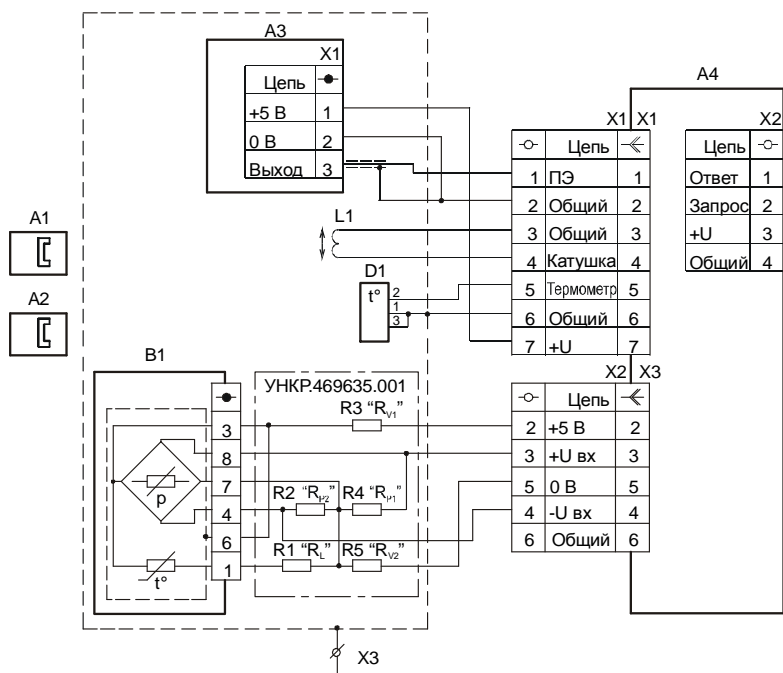 A3
X1
Цепь
+5 В 1
0 В 2
Выход 3
A4
X1 X1
Цепь
1 ПЭ 1
2 Общий 2
3 Общий 3
4 Катушка 4
5 Термометр 5
6 Общий 6
7 +U 7
X2
Цепь
Ответ 1
Запрос 2
+U 3
Общий 4
A1
A2
L1
D1
t°
2
1
3
B1
3
8
7
4
6
1
p
t°
УНКР.469635.001
R3 “RV1”
R2 “RP2” R4 “RP1”
R1 “RL” R5 “RV2”
X2 X3
Цепь
2 +5 В 2
3 +U вх 3
5 0 В 5
4 -U вх 4
6 Общий 6
X3